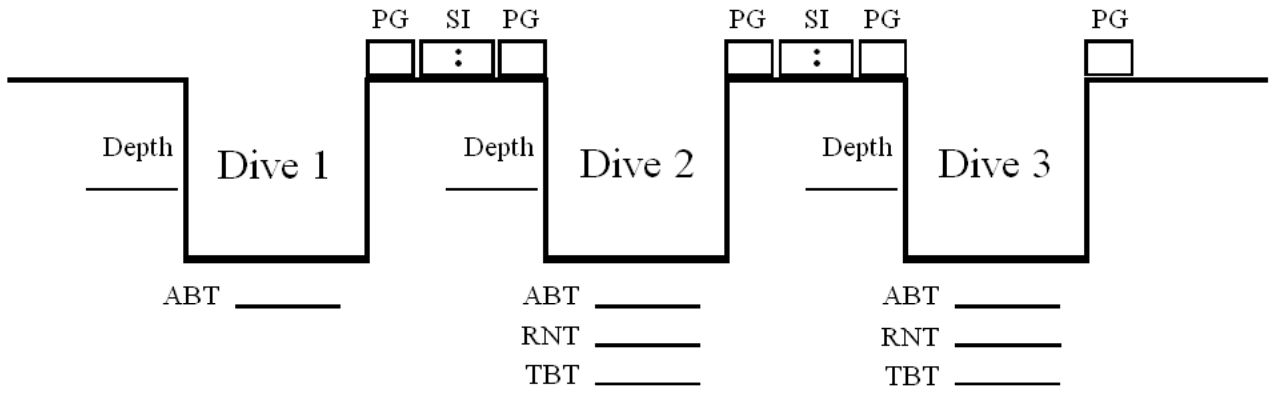 PG SI PG PG SI PG PG
: :
Depth Dive 1 Depth Dive 2 Depth Dive 3
ABT ABT ABT
RNT RNT
TBT TBT